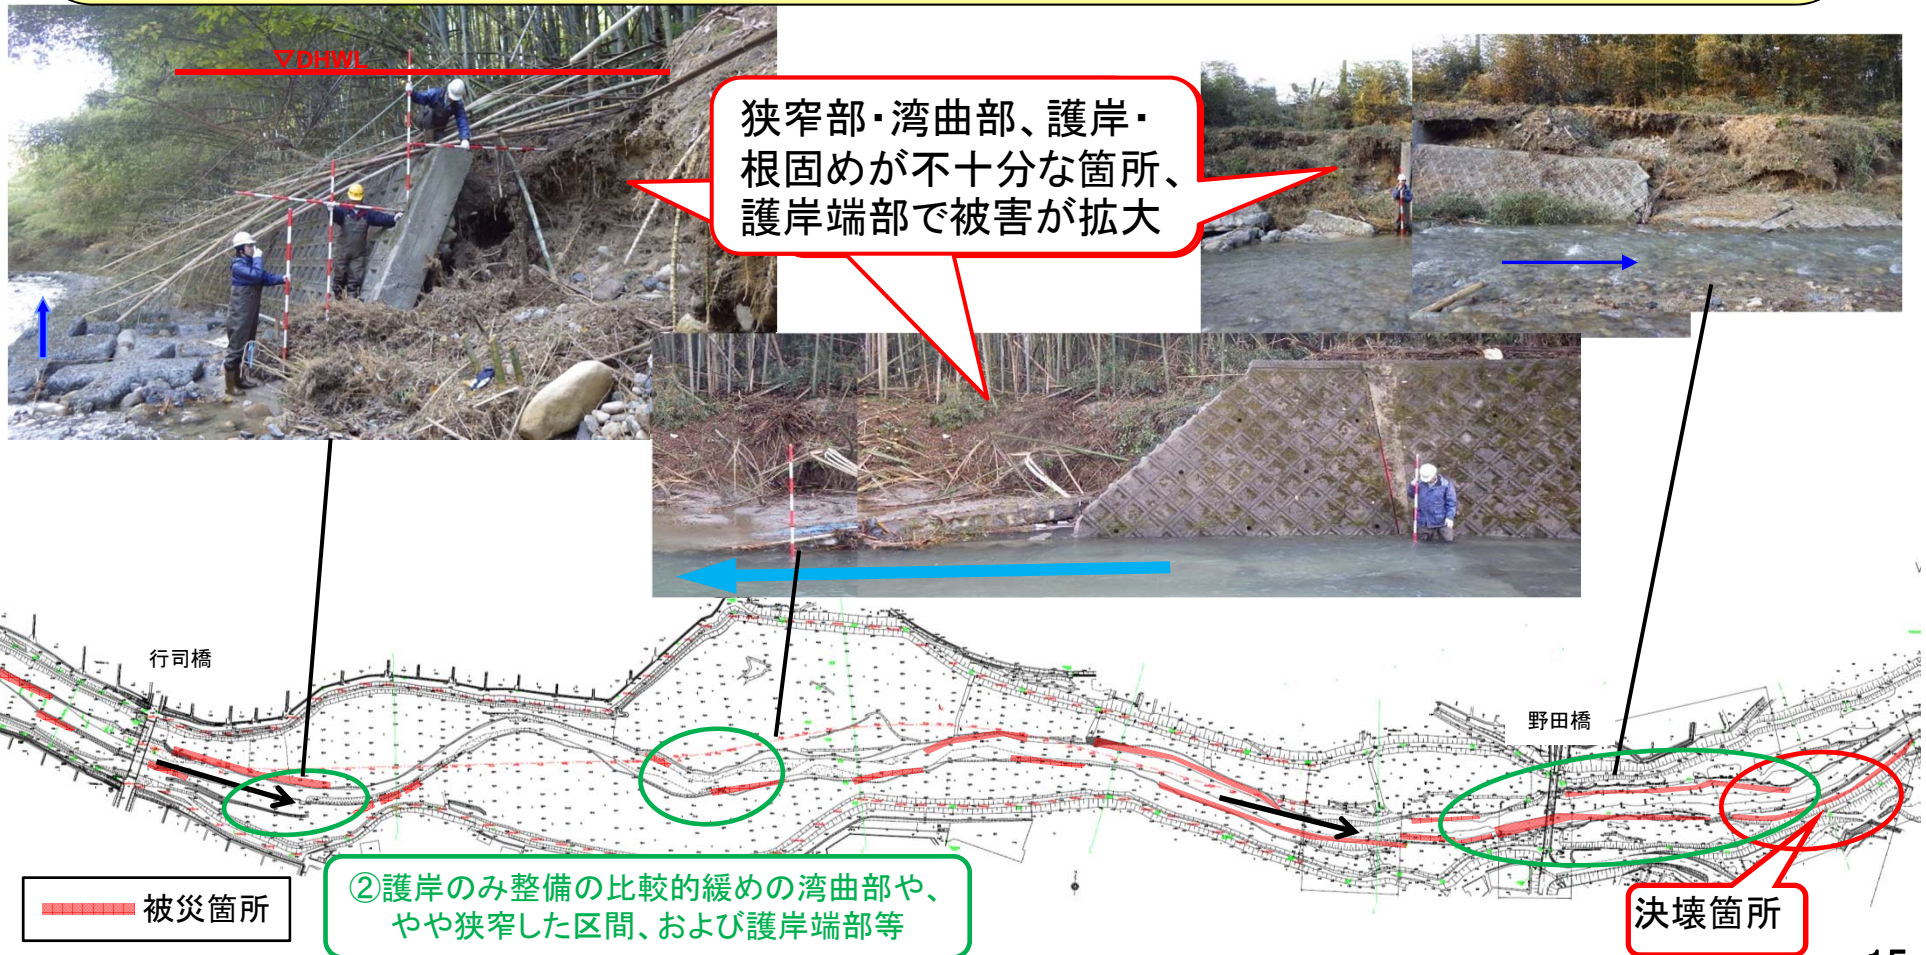 ▽DHWL
狭窄部・湾曲部、護岸・
根固めが不十分な箇所、
護岸端部で被害が拡大
行司橋
野田橋
被災箇所
②護岸のみ整備の比較的緩めの湾曲部や、
やや狭窄した区間、および護岸端部等
決壊箇所